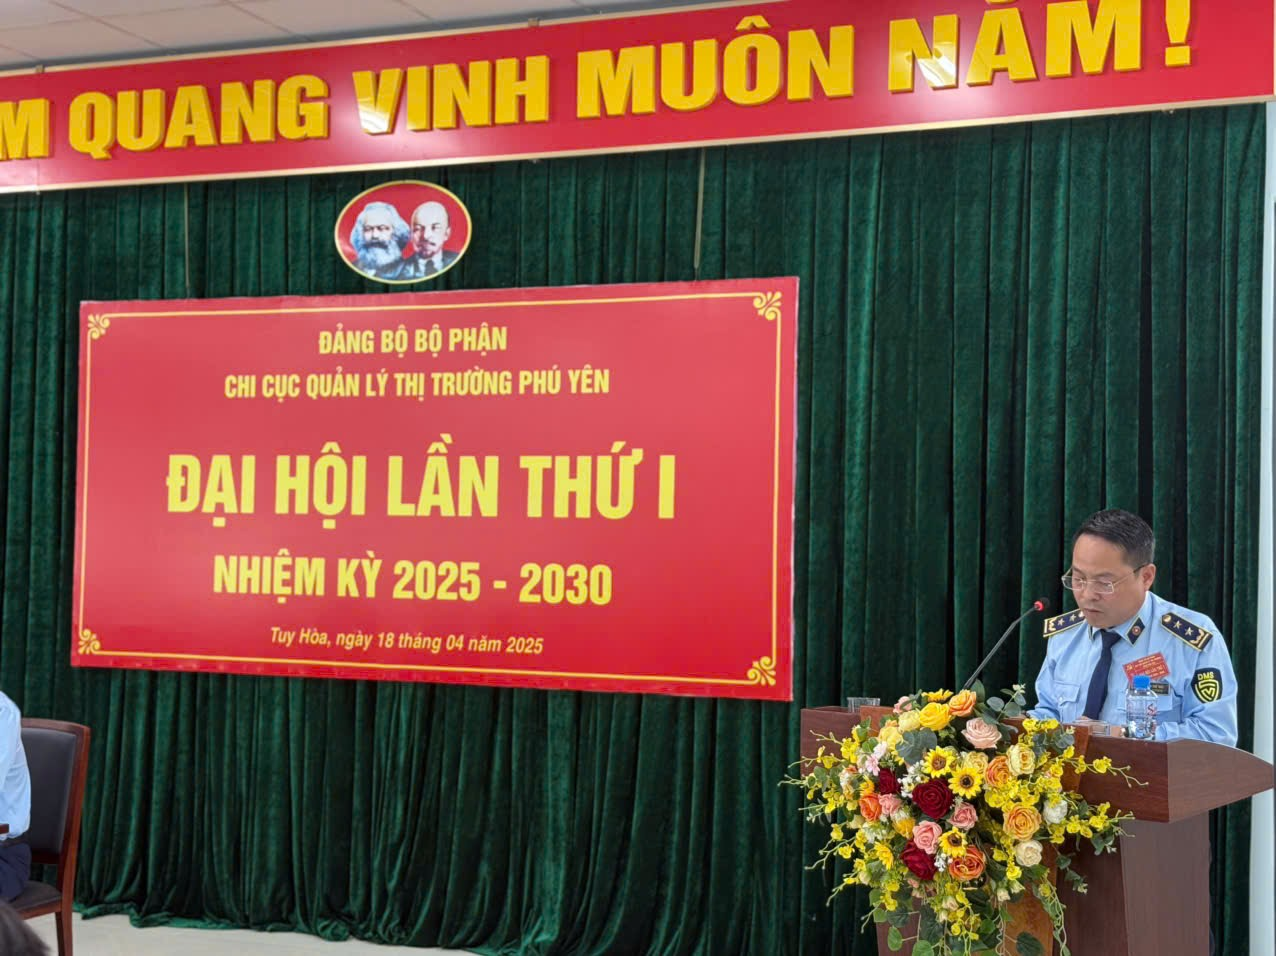 M QUANG VINH MUÔN NĂM!
ĐẢNG BỘ BỘ PHẬN
CHI CỤC QUẢN LÝ THỊ TRƯỜNG PHÚ YÊN
ĐẠI HỘI LẦN THỨ I
NHIỆM KỲ 2025 - 2030
Tuy Hòa, ngày 18 tháng 04 năm 2025
DMS